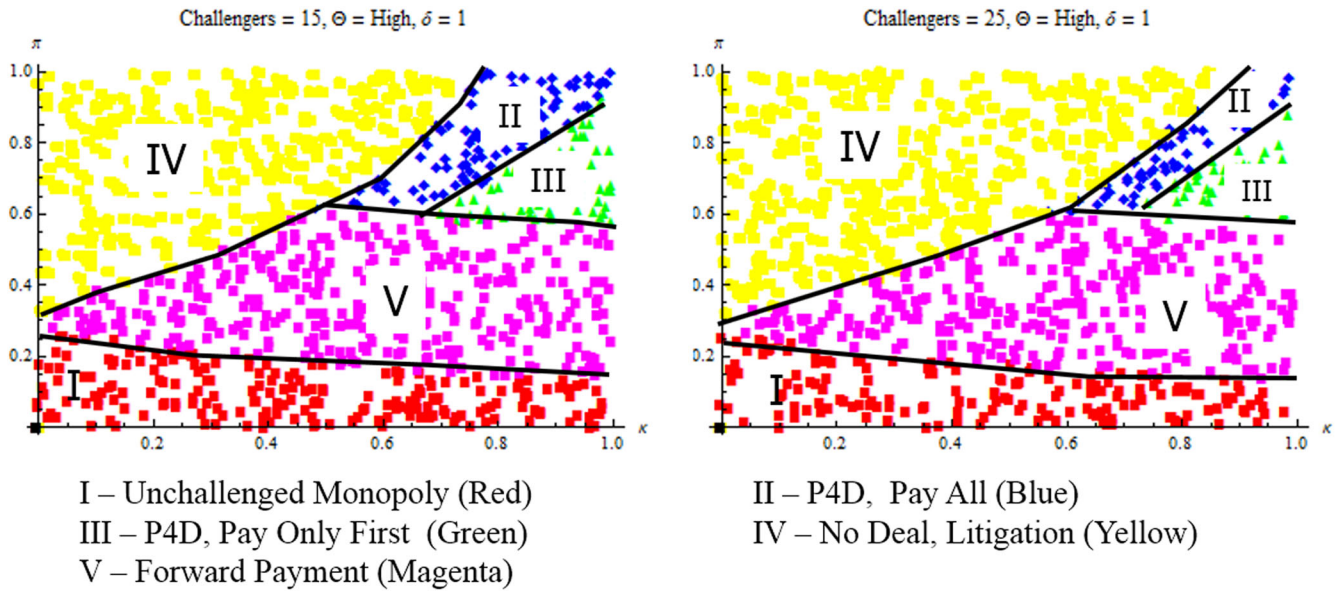 Challengers = 15, Θ = High, δ = 1
π
1.0
0.8
0.6
0.4
0.2
0.2 0.4 0.6 0.8 1.0 κ
IV
II
III
V
I
Challengers = 25, Θ = High, δ = 1
π
1.0
0.8
0.6
0.4
0.2
0.2 0.4 0.6 0.8 1.0 κ
IV
II
III
V
I
I – Unchallenged Monopoly (Red)
II – P4D, Pay All (Blue)
III – P4D, Pay Only First (Green)
IV – No Deal, Litigation (Yellow)
V – Forward Payment (Magenta)